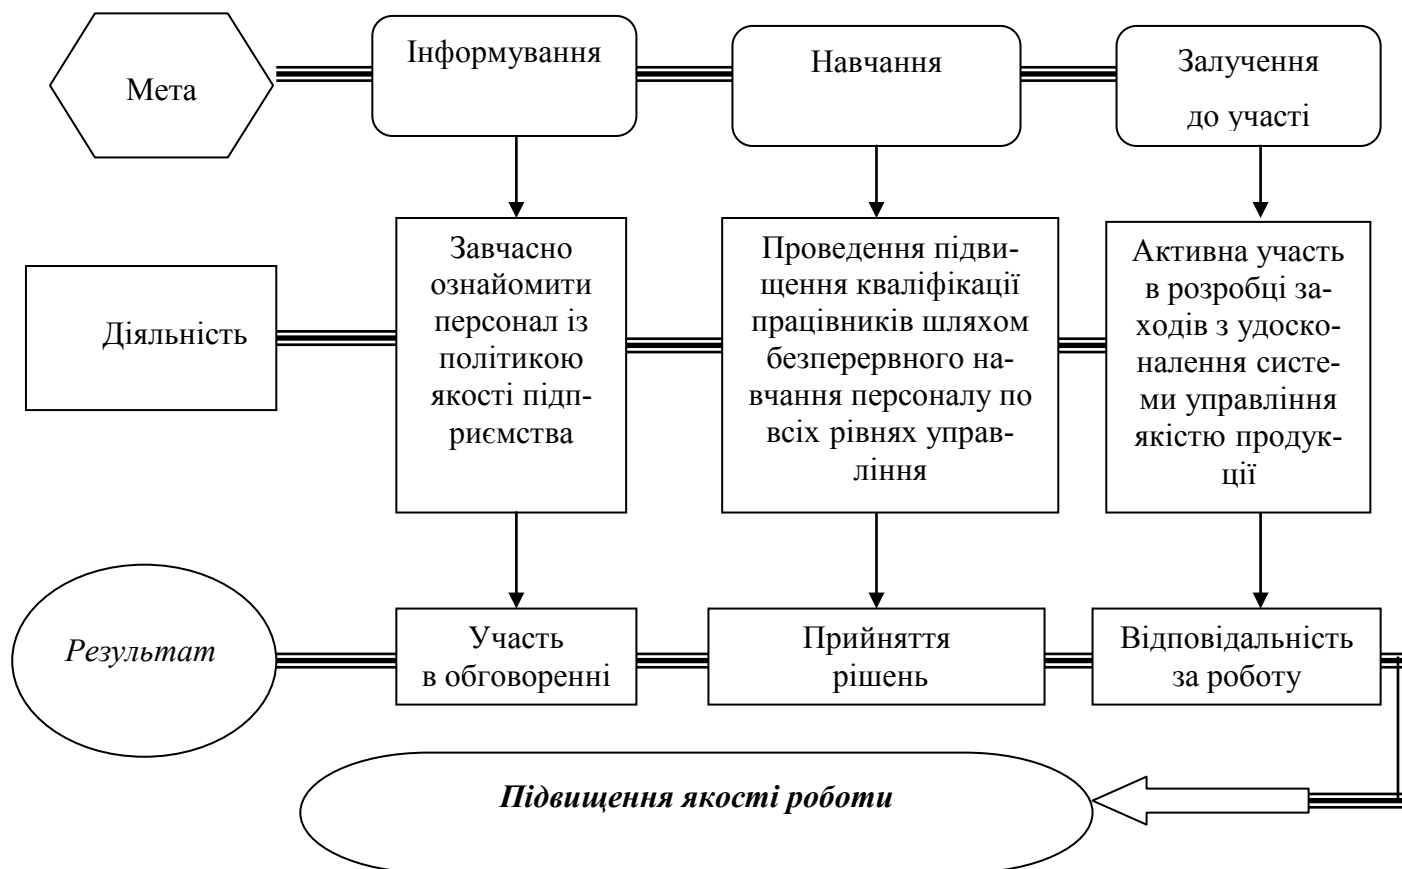 Мета
Інформування
Навчання
Залучення
до участі
Діяльність
Завчасно
ознайомити
персонал із
політикою
якості підп-
риємства
Проведення підви-
щення кваліфікації
працівників шляхом
безперервного на-
вчання персоналу по
всіх рівнях управ-
ління
Активна участь
в розробці за-
ходів з удоско-
налення систе-
ми управління
якістю продук-
ції
Результат
Участь
в обговоренні
Прийняття
рішень
Відповідальність
за роботу
Підвищення якості роботи